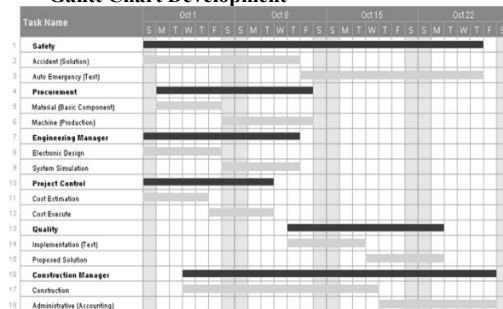 Gantt Chart Development
Task Name Oct 1 Oct 8 Oct 15 Oct 22
S M T W T F S S M T W T F S S M T W T F S S M T W T F S
1 Safety
2 Accident (Solution)
3 Auto Emergency (Test)
4 Procurement
5 Material (Basic Component)
6 Machine (Production)
7 Engineering Manager
8 Electronic Design
9 System Simulation
10 Project Control
11 Cost Estimation
12 Cost Execute
13 Quality
14 Implementation (Test)
15 Proposed Solution
16 Construction Manager
17 Construction
18 Administrative (Accounting)